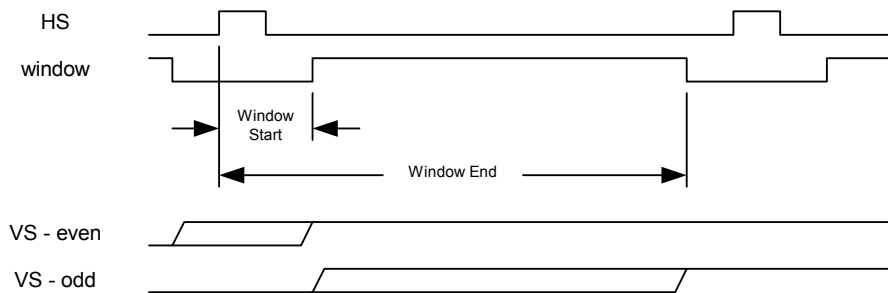 HS
window
Window
Start
Window End
VS - even
VS - odd